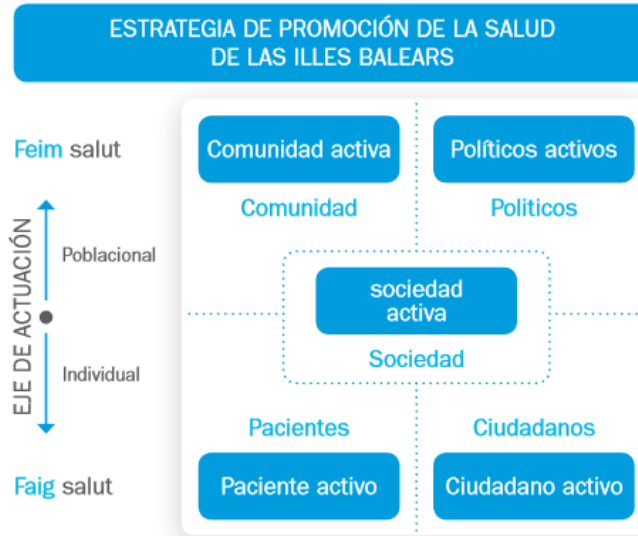 ESTRATEGIA DE PROMOCIÓN DE LA SALUD
DE LAS ILLES BALEARS
Feim salut
Comunidad activa
Políticos activos
Comunidad
Politicos
EJE DE ACTUACIÓN
Poblacional
sociedad
activa
Sociedad
Individual
Pacientes
Ciudadanos
Faig salut
Paciente activo
Ciudadano activo